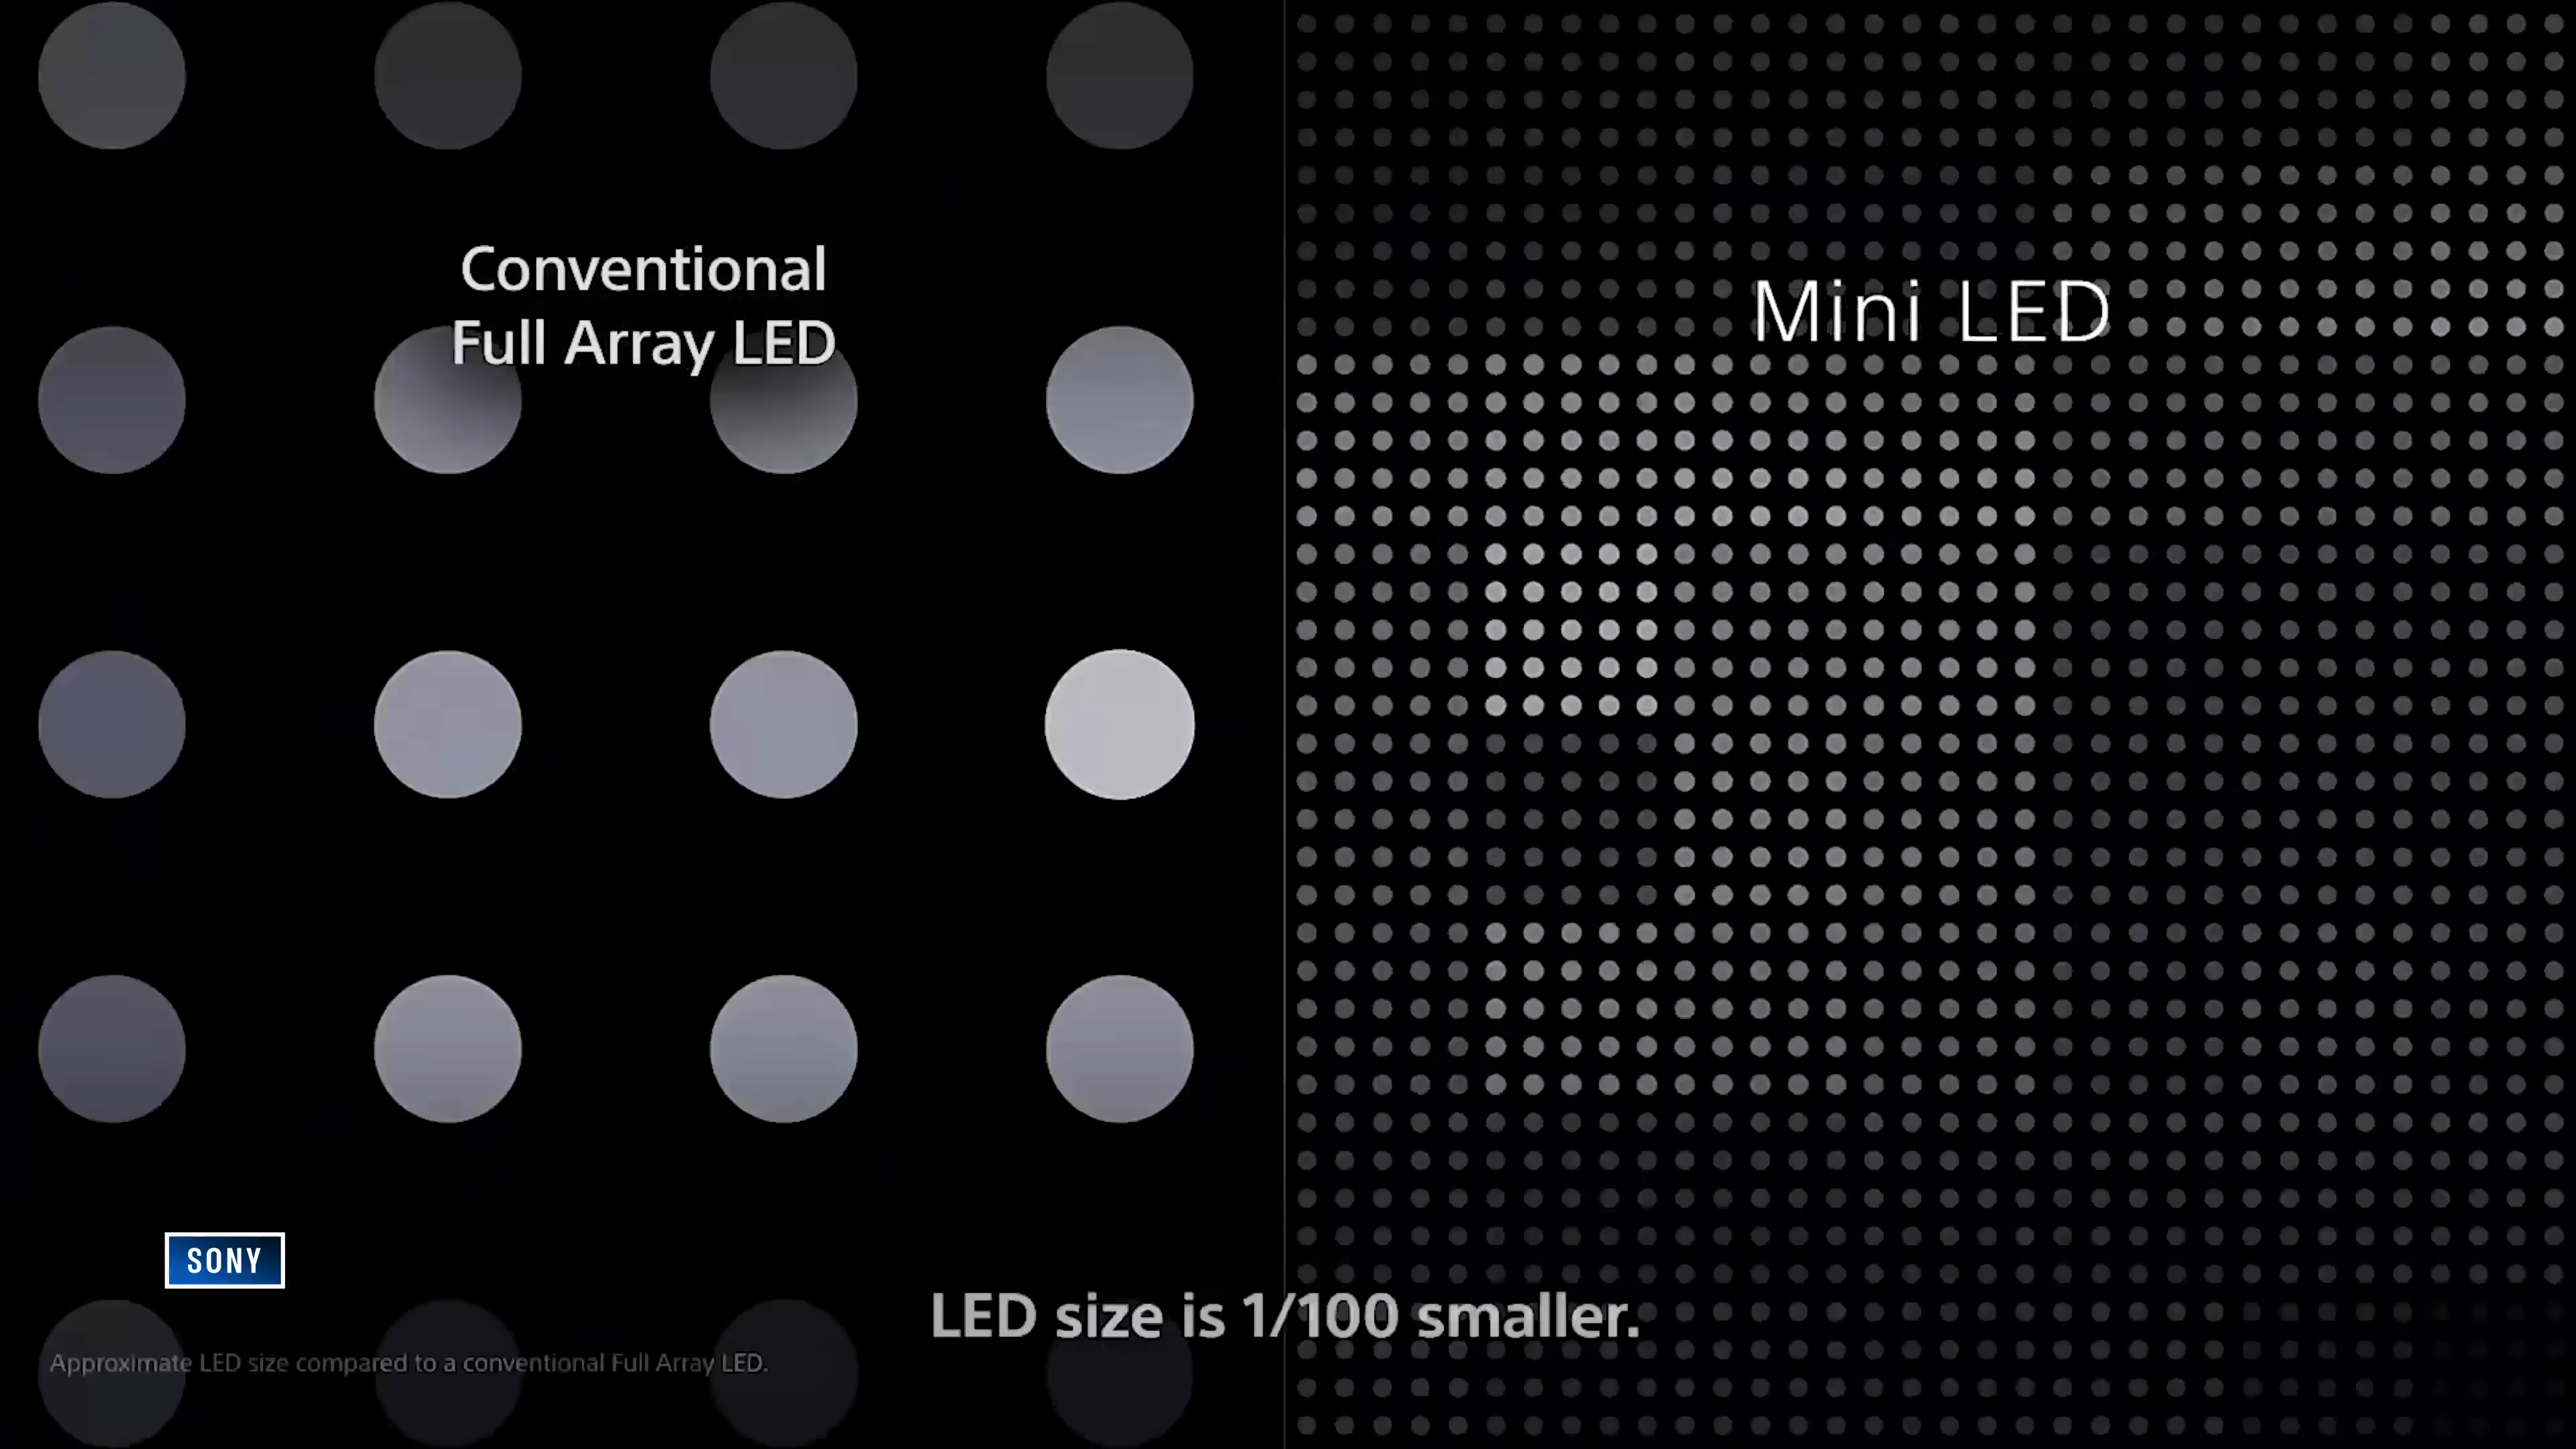 Conventional
Full Array LED
Mini LED
SONY
LED size is 1/100 smaller.
Approximate LED size compared to a conventional Full Array LED.